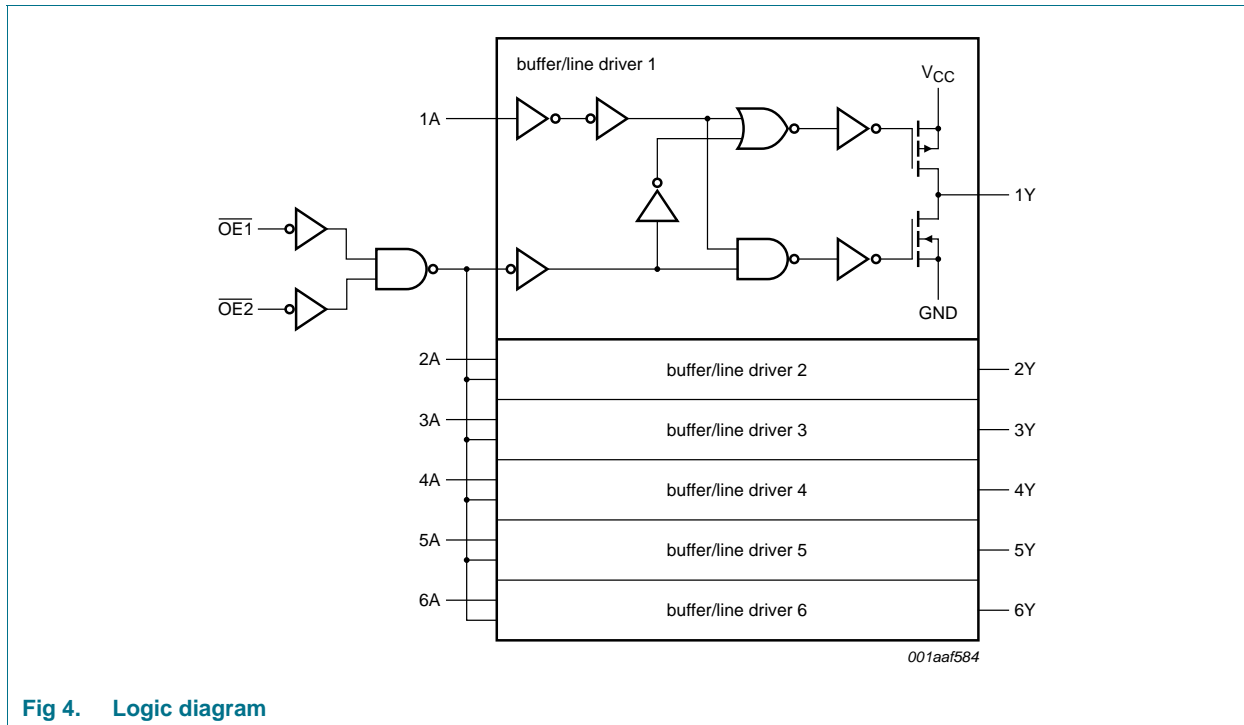 buffer/line driver 1
VCC
1A
1Y
OE1
OE2
GND
2A
buffer/line driver 2
2Y
3A
buffer/line driver 3
3Y
4A
buffer/line driver 4
4Y
5A
buffer/line driver 5
5Y
6A
buffer/line driver 6
6Y
001aaf584
Fig 4. Logic diagram